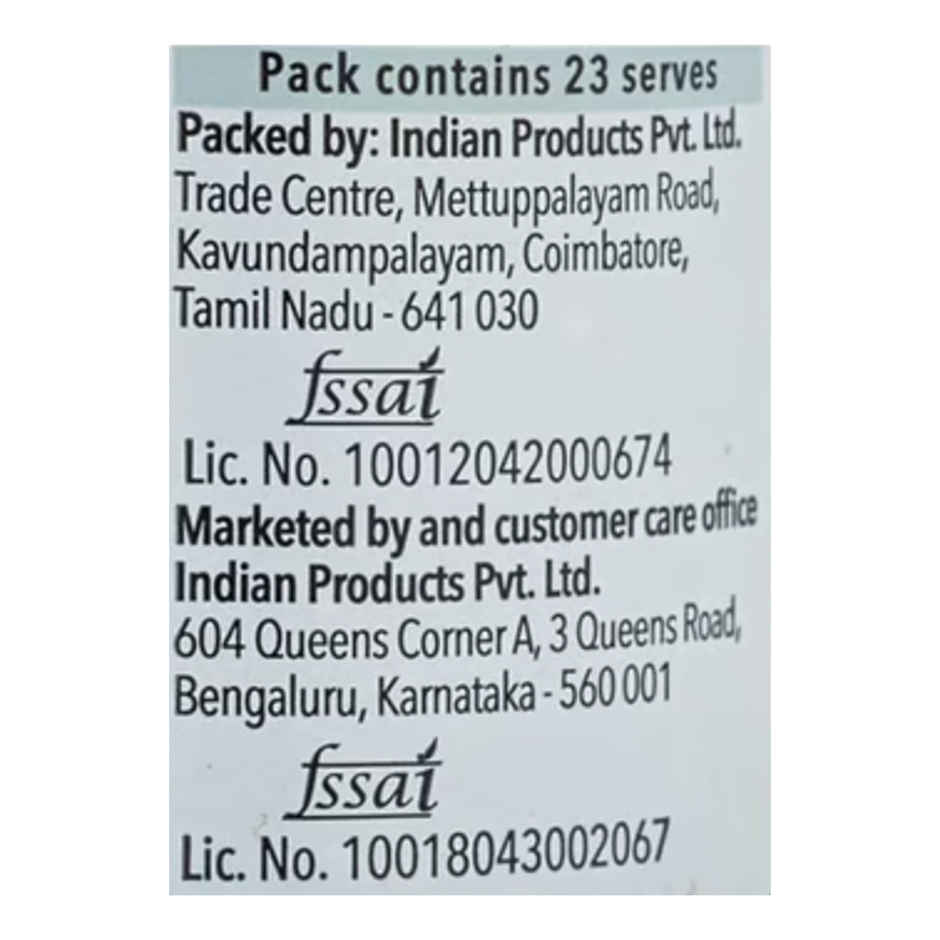 Pack contains 23 serves
Packed by: Indian Products Pvt. Ltd.
Trade Centre, Mettuppalayam Road,
Kavundampalayam, Coimbatore,
Tamil Nadu - 641 030
fssai
Lic. No. 10012042000674
Marketed by and customer care office
Indian Products Pvt. Ltd.
604 Queens Corner A, 3 Queens Road,
Bengaluru, Karnataka - 560 001
fssai
Lic. No. 10018043002067